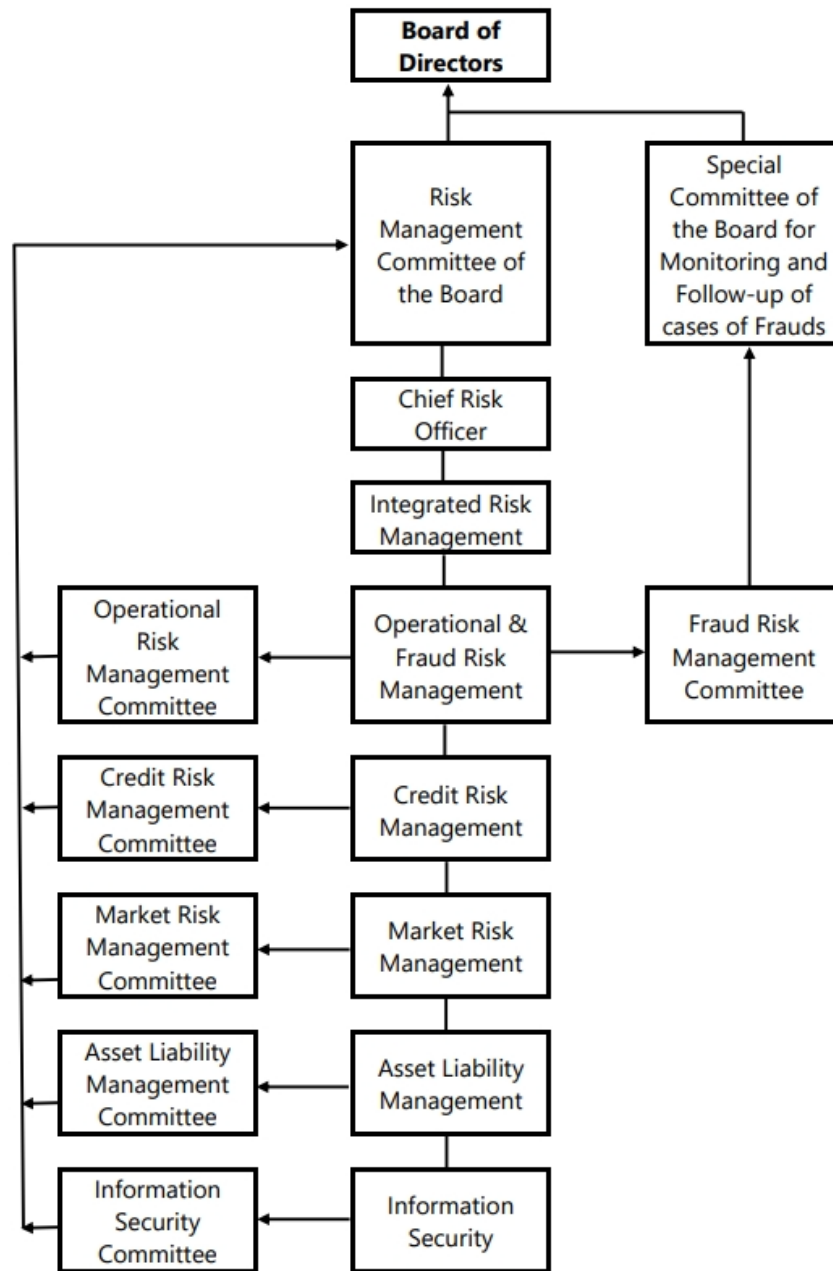 Board of
Directors
Risk
Management
Committee of
the Board
Special
Committee of
the Board for
Monitoring and
Follow-up of
cases of Frauds
Chief Risk
Officer
Integrated Risk
Management
Operational
Risk
Management
Committee
Operational &
Fraud Risk
Management
Fraud Risk
Management
Committee
Credit Risk
Management
Committee
Credit Risk
Management
Market Risk
Management
Committee
Market Risk
Management
Asset Liability
Management
Committee
Asset Liability
Management
Information
Security
Committee
Information
Security